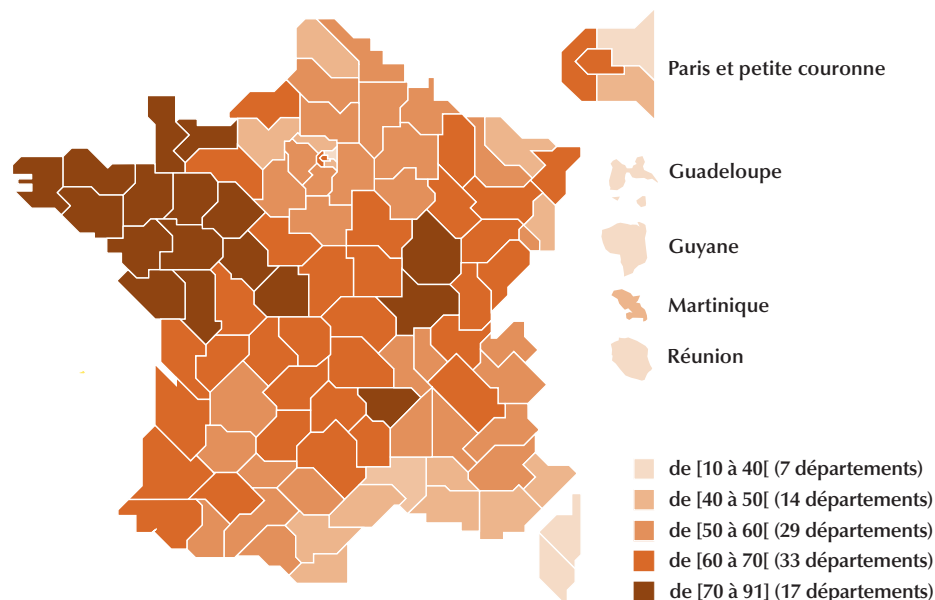 Paris et petite couronne
Guadeloupe
Guyane
Martinique
Réunion
de [10 à 40[ (7 départements)
de [40 à 50[ (14 départements)
de [50 à 60[ (29 départements)
de [60 à 70[ (33 départements)
de [70 à 91] (17 départements)